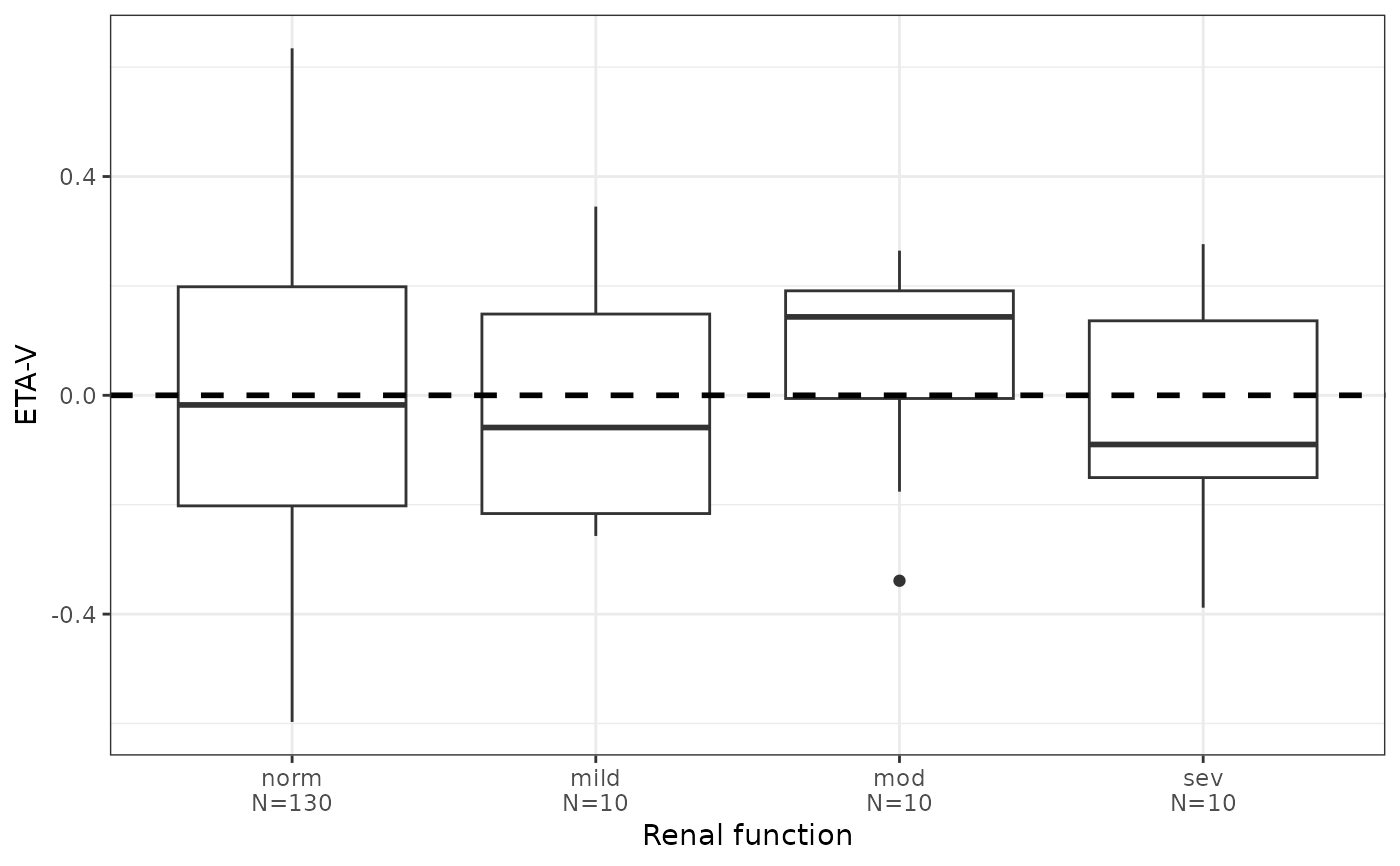 ETA-V
0.4
0.0
-0.4
norm
N=130
mild
N=10
mod
N=10
sev
N=10
Renal function